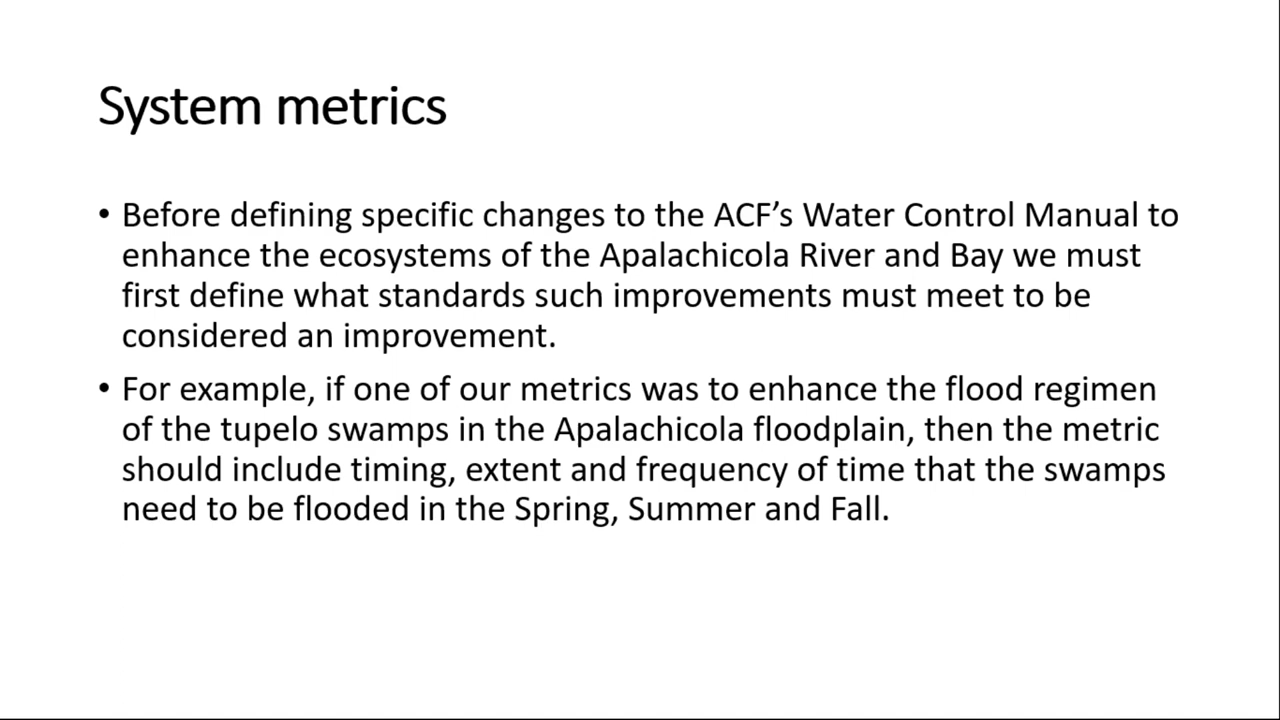 System metrics
• Before defining specific changes to the ACF’s Water Control Manual to
enhance the ecosystems of the Apalachicola River and Bay we must
first define what standards such improvements must meet to be
considered an improvement.
• For example, if one of our metrics was to enhance the flood regimen
of the tupelo swamps in the Apalachicola floodplain, then the metric
should include timing, extent and frequency of time that the swamps
need to be flooded in the Spring, Summer and Fall.